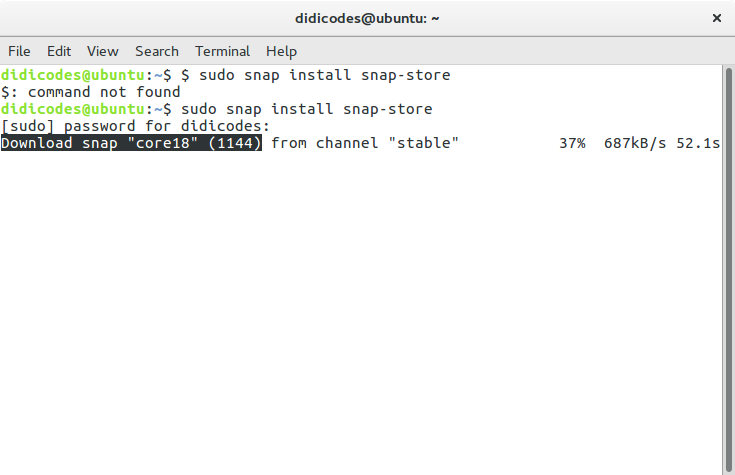 didicodes@ubuntu: ~
File Edit View Search Terminal Help
didicodes@ubuntu:~$ $ sudo snap install snap-store
$: command not found
didicodes@ubuntu:~$ sudo snap install snap-store
[sudo] password for didicodes:
Download snap "core18" (1144) from channel "stable" 37% 687kB/s 52.1s